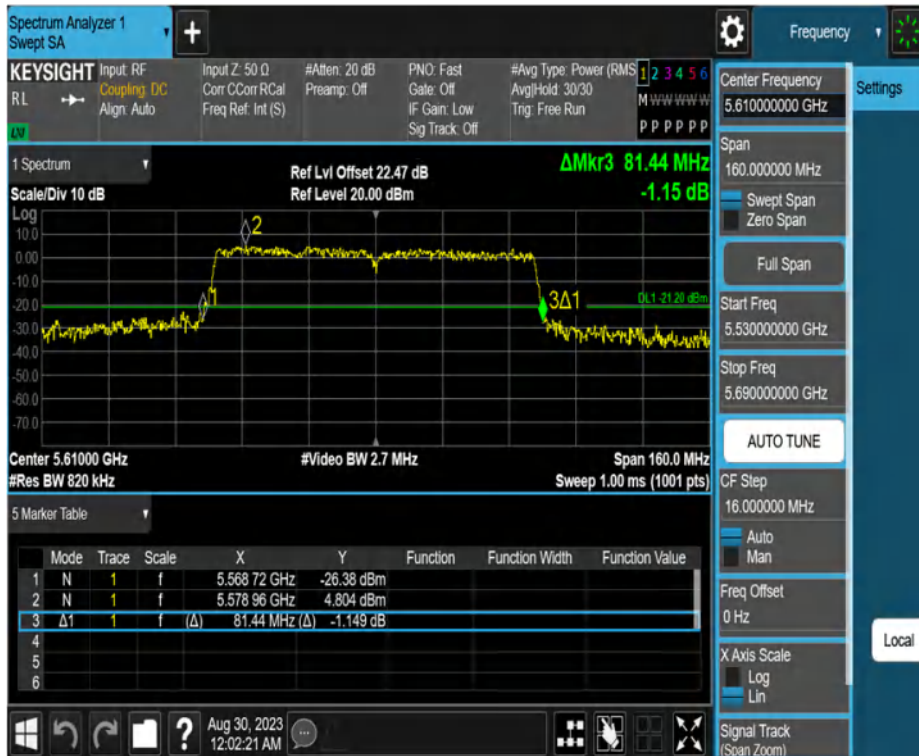 Spectrum Analyzer 1
Swept SA
Frequency
KEYSIGHT
RL
Input: RF
Coupling: DC
Align: Auto
Input Z: 50 Ω
Corr CCorr RCal
Freq Ref: Int (S)
#Atten: 20 dB
Preamp: Off
PNO: Fast
Gate: Off
IF Gain: Low
Sig Track: Off
#Avg Type: Power (RMS
Avg|Hold: 30/30
Trig: Free Run
1 2 3 4 5 6
M W W W W W
P P P P P P
Center Frequency
5.610000000 GHz
Settings
1 Spectrum
Scale/Div 10 dB
Ref Lvl Offset 22.47 dB
Ref Level 20.00 dBm
ΔMkr3 81.44 MHz
-1.15 dB
Log
10.0
0.00
-10.0
-20.0
-30.0
-40.0
-50.0
-60.0
-70.0
2
1
3Δ1
DL1 -21.20 dBm
Center 5.61000 GHz
#Res BW 820 kHz
#Video BW 2.7 MHz
Span 160.0 MHz
Sweep 1.00 ms (1001 pts)
Span
160.000000 MHz
Swept Span
Zero Span
Full Span
Start Freq
5.530000000 GHz
Stop Freq
5.690000000 GHz
AUTO TUNE
CF Step
16.000000 MHz
Auto
Man
Freq Offset
0 Hz
X Axis Scale
Log
Lin
Signal Track
(Span Zoom)
Local
5 Marker Table
Mode Trace Scale X Y Function Function Width Function Value
1 N 1 f 5.568 72 GHz -26.38 dBm
2 N 1 f 5.578 96 GHz 4.804 dBm
3 Δ1 1 f (Δ) 81.44 MHz (Δ) -1.149 dB
4
5
6
?
Aug 30, 2023
12:02:21 AM